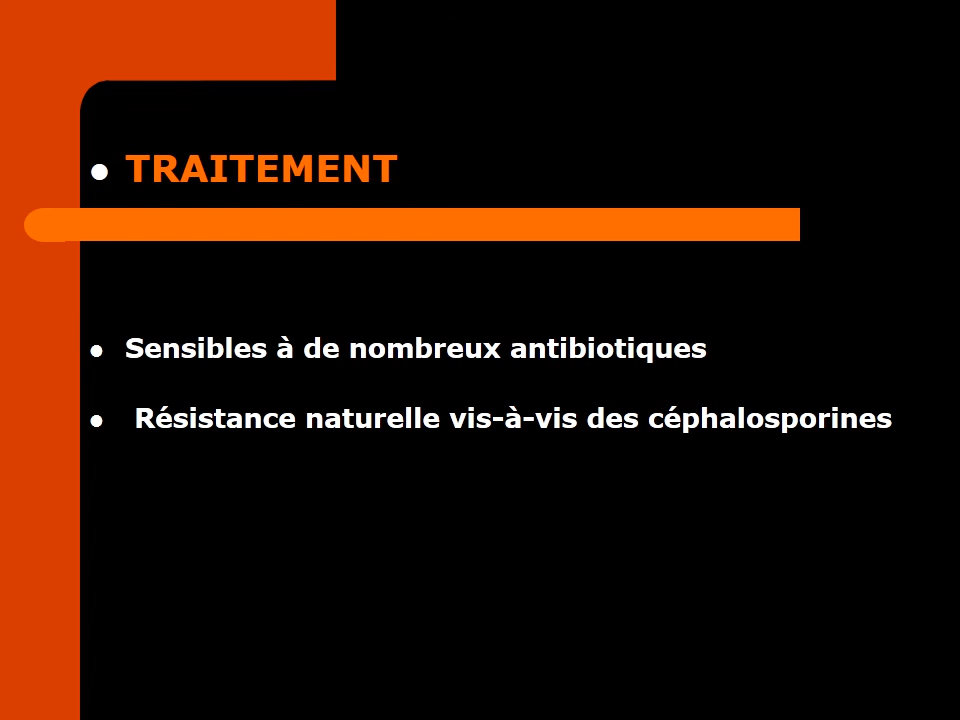 • TRAITEMENT
• Sensibles à de nombreux antibiotiques
• Résistance naturelle vis-à-vis des céphalosporines